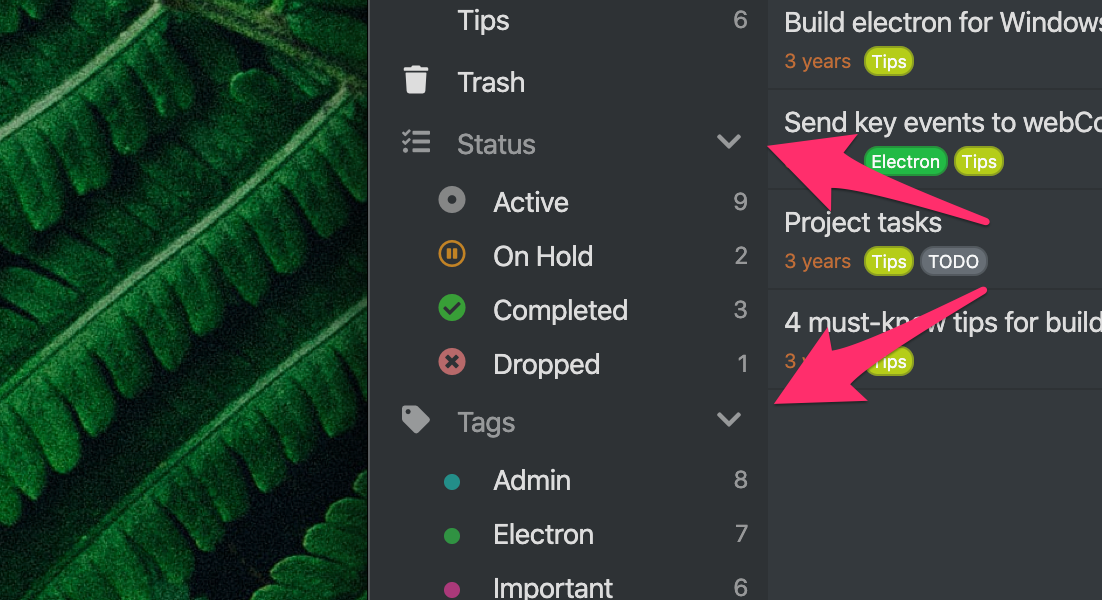 Tips 6
Trash
Status
Active 9
On Hold 2
Completed 3
Dropped 1
Tags
Admin 8
Electron 7
Important 6
Build electron for Windows
3 years Tips
Send key events to webCo
Electron Tips
Project tasks
3 years Tips TODO
4 must-know tips for build
3 Tips